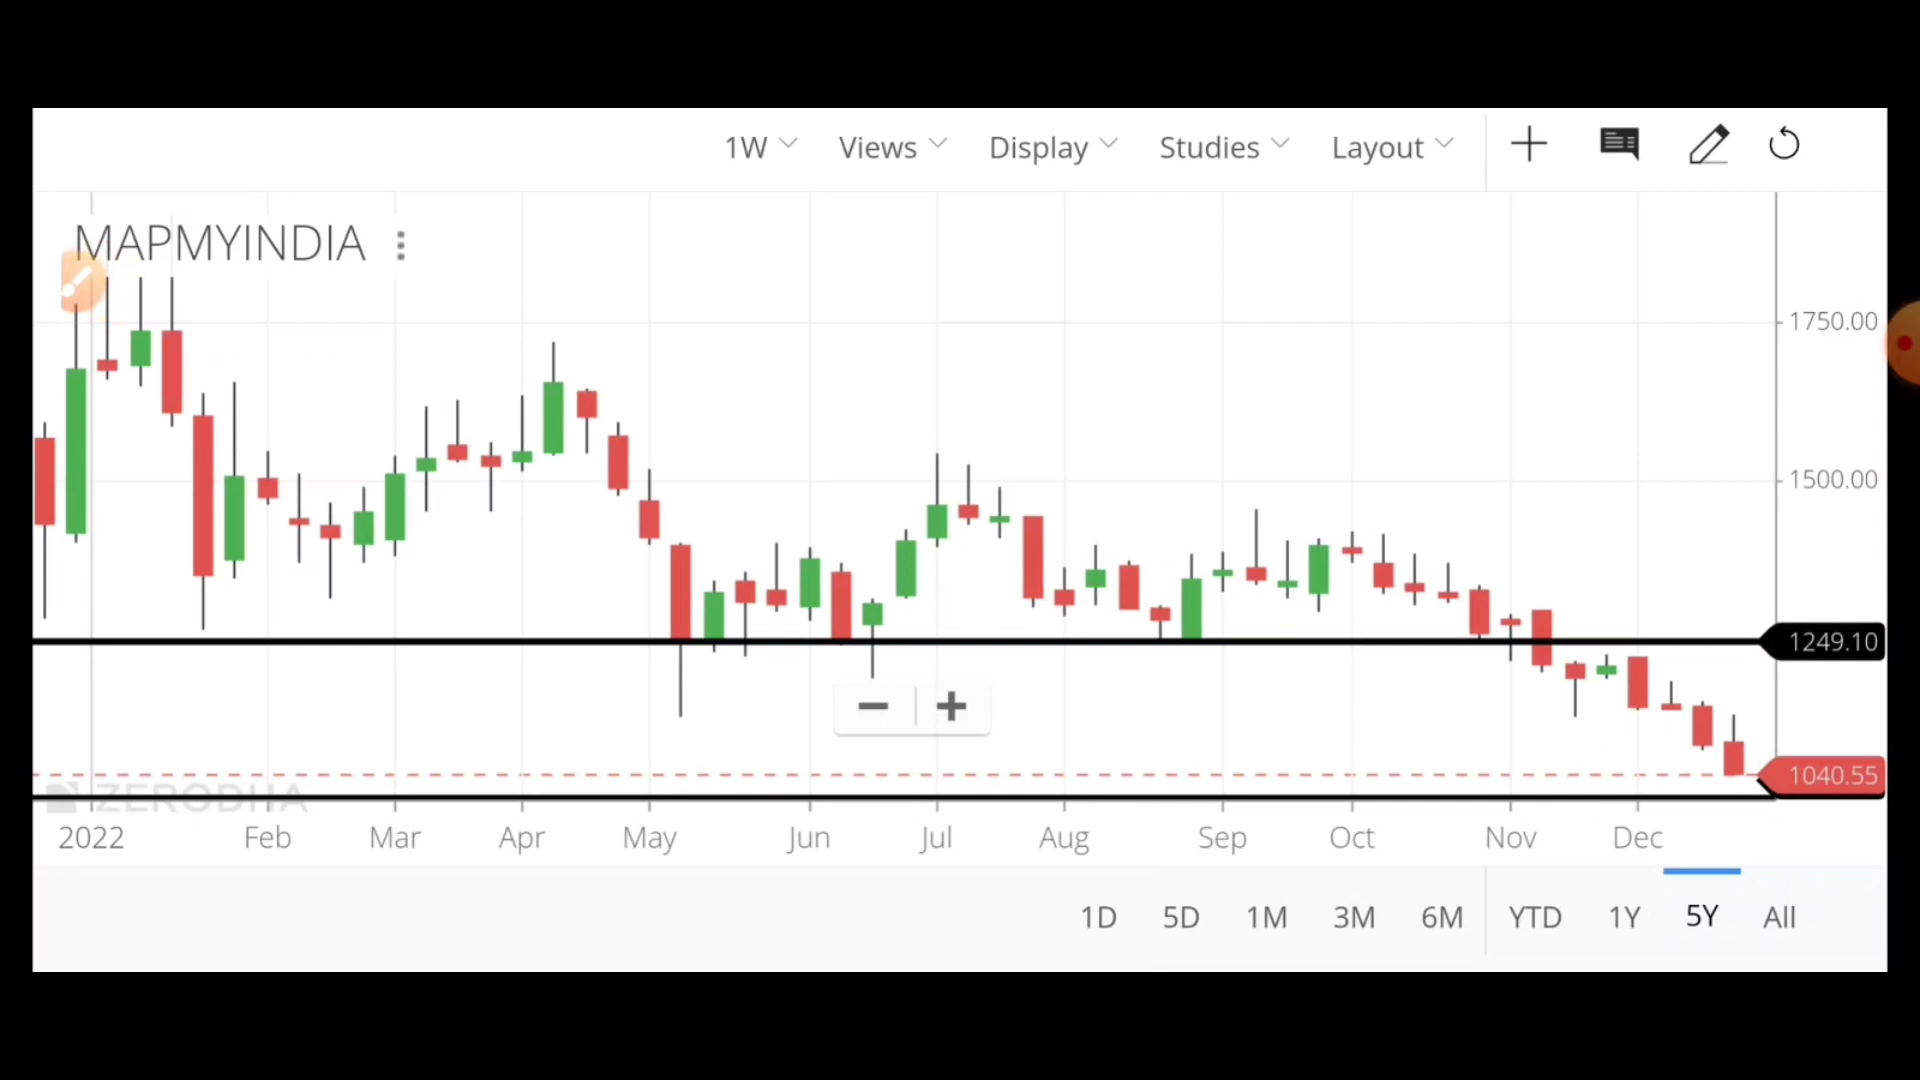 1W Views Display Studies Layout
MAPMYINDIA
1750.00
1500.00
1249.10
1040.55
ZERODHA
2022 Feb Mar Apr May Jun Jul Aug Sep Oct Nov Dec
1D 5D 1M 3M 6M YTD 1Y 5Y All